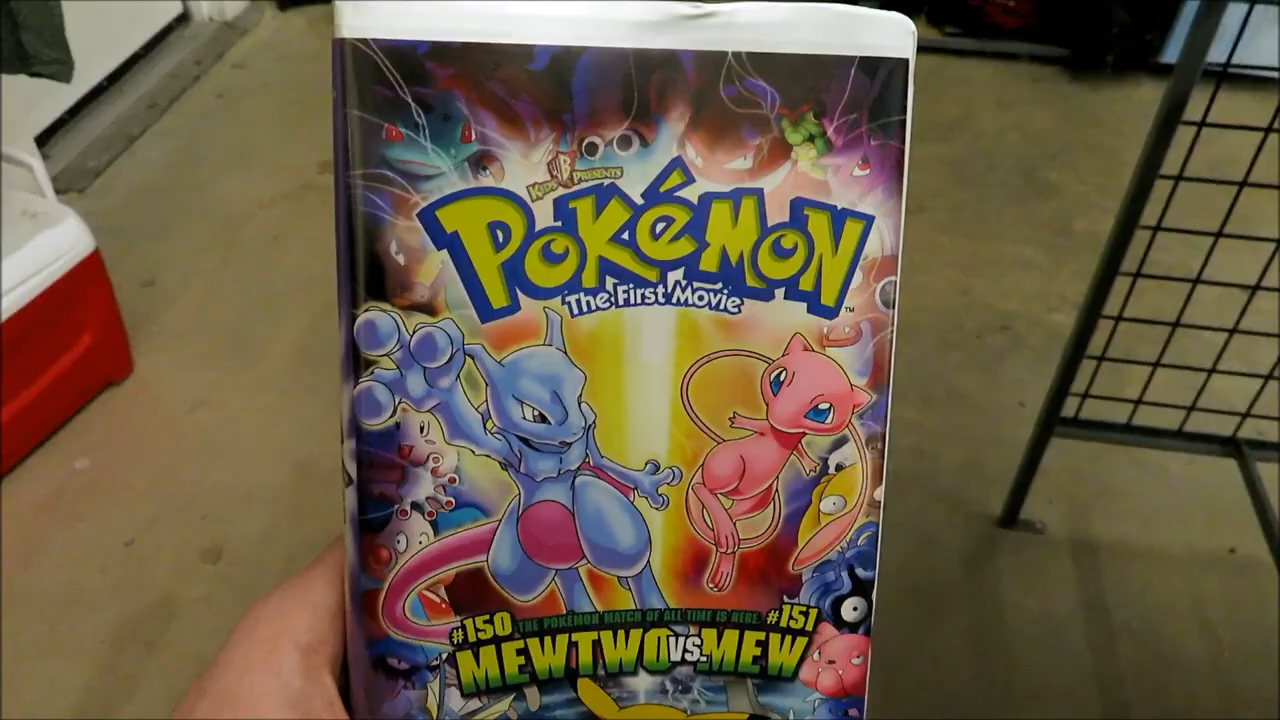 WB
KIDS PRESENTS
POKéMON
The First Movie ™
#150 THE POKÉMON MATCH OF ALL TIME IS HERE. #151
MEWTWO VS. MEW